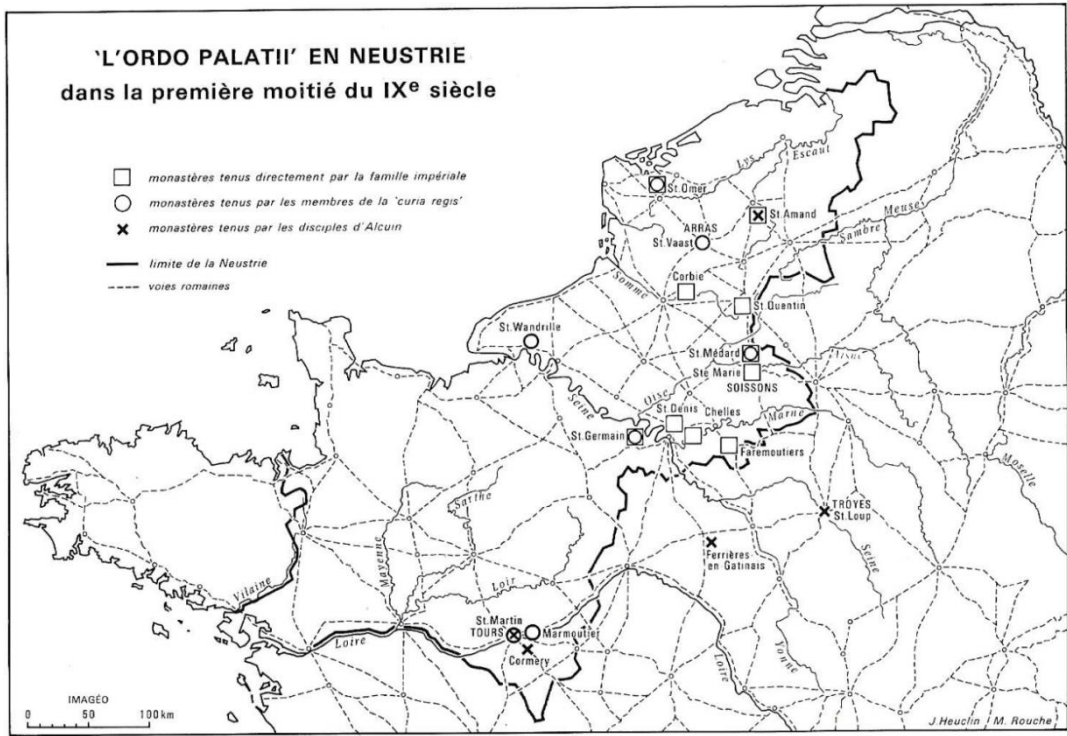 'L'ORDO PALATII' EN NEUSTRIE
dans la première moitié du IXe siècle
monastères tenus directement par la famille impériale
monastères tenus par les membres de la 'curia regis'
monastères tenus par les disciples d'Alcuin
limite de la Neustrie
voies romaines
Lys
Escaut
St.Omer
St.Amand
Meuse
Sambre
ARRAS
St.Vaast
Somme
Corbie
St.Quentin
St.Wandrille
St.Médard
Aisne
Ste Marie
SOISSONS
Oise
Seine
St.Denis
Chelles
Marne
St.Germain
Faremoutiers
Moselle
Sarthe
Mayenne
TROYES
St.Loup
Seine
Ferrières
en-Gatinais
Vilaine
Loir
St.Martin
TOURS
Marmoutier
Loire
Cormery
Loire
Yonne
IMAGÉO
0 50 100 km
J.Heuclin / M. Rouche